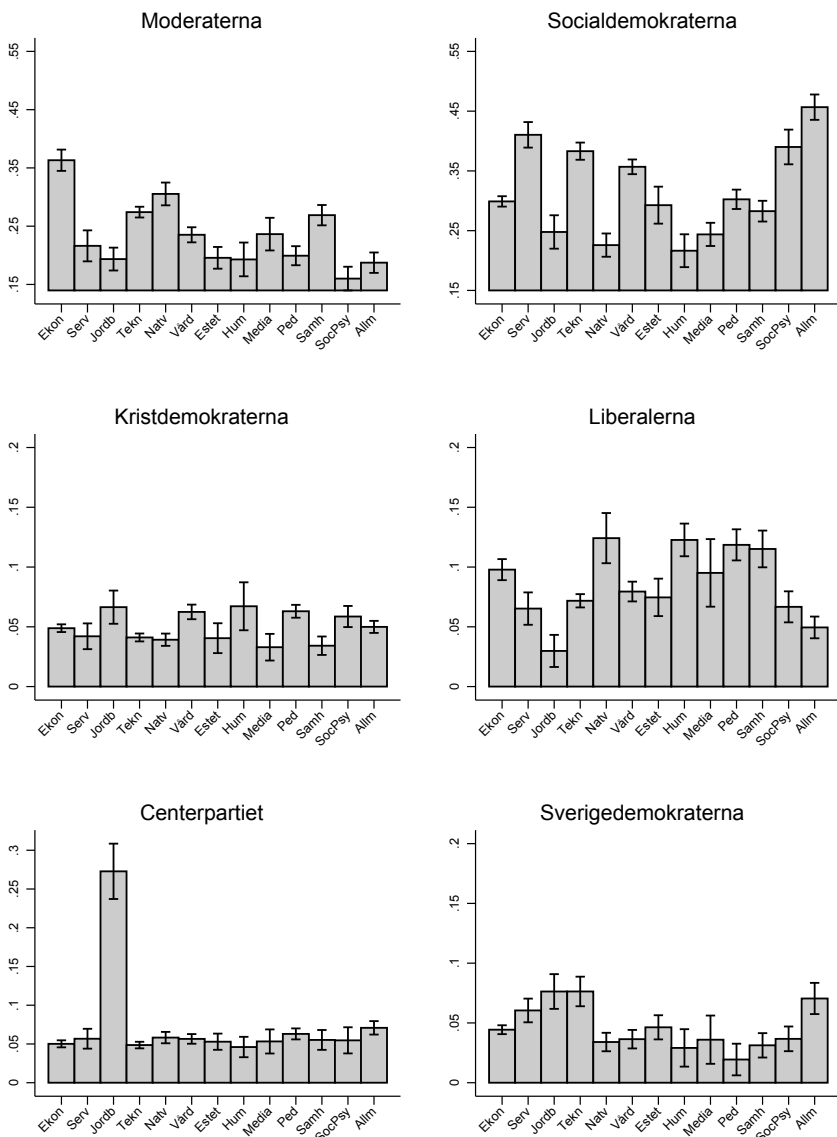 Moderaterna
.55
.45
.35
.25
.15
Ekon Serv Jordb Tekn Natv Vård Estet Hum Media Ped Samh SocPsy Allm
Socialdemokraterna
.55
.45
.35
.25
.15
Ekon Serv Jordb Tekn Natv Vård Estet Hum Media Ped Samh SocPsy Allm
Kristdemokraterna
.2
.15
.1
.05
0
Ekon Serv Jordb Tekn Natv Vård Estet Hum Media Ped Samh SocPsy Allm
Liberalerna
.2
.15
.1
.05
0
Ekon Serv Jordb Tekn Natv Vård Estet Hum Media Ped Samh SocPsy Allm
Centerpartiet
.3
.25
.2
.15
.1
.05
0
Ekon Serv Jordb Tekn Natv Vård Estet Hum Media Ped Samh SocPsy Allm
Sverigedemokraterna
.2
.15
.1
.05
0
Ekon Serv Jordb Tekn Natv Vård Estet Hum Media Ped Samh SocPsy Allm